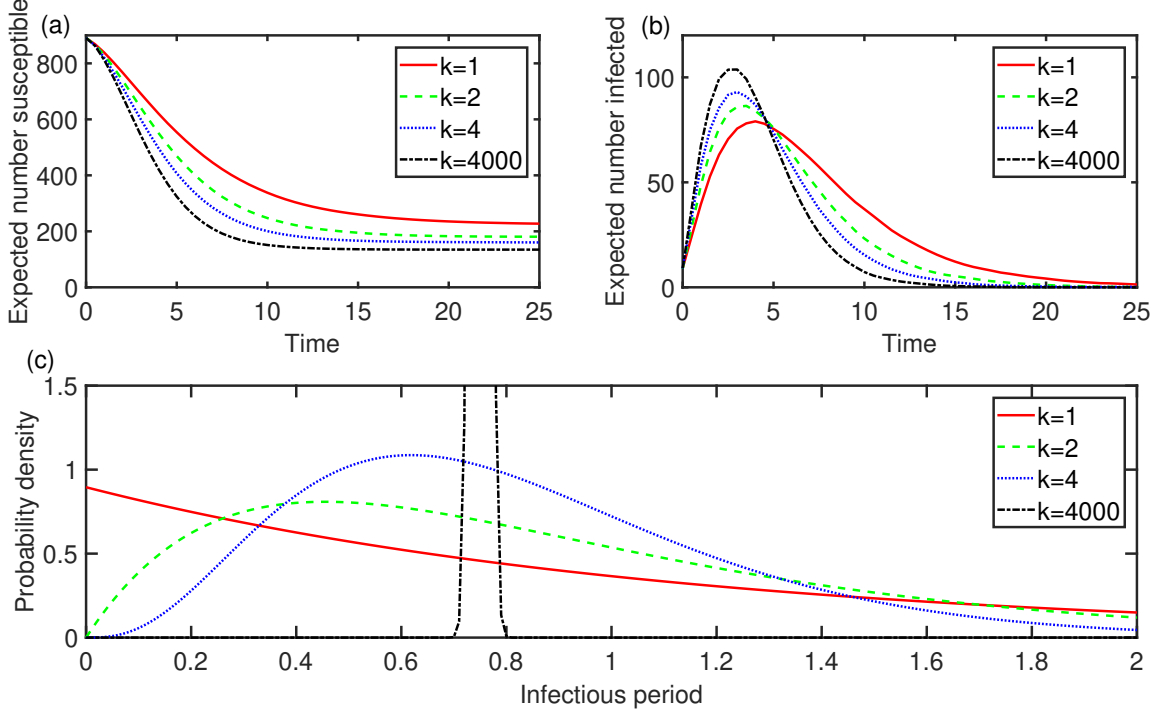 (a)
Expected number susceptible
800
600
400
200
0
0 5 10 15 20 25
Time
k=1
k=2
k=4
k=4000
(b)
Expected number infected
100
50
0
0 5 10 15 20 25
Time
k=1
k=2
k=4
k=4000
(c)
Probability density
1.5
1
0.5
0
0 0.2 0.4 0.6 0.8 1 1.2 1.4 1.6 1.8 2
Infectious period
k=1
k=2
k=4
k=4000